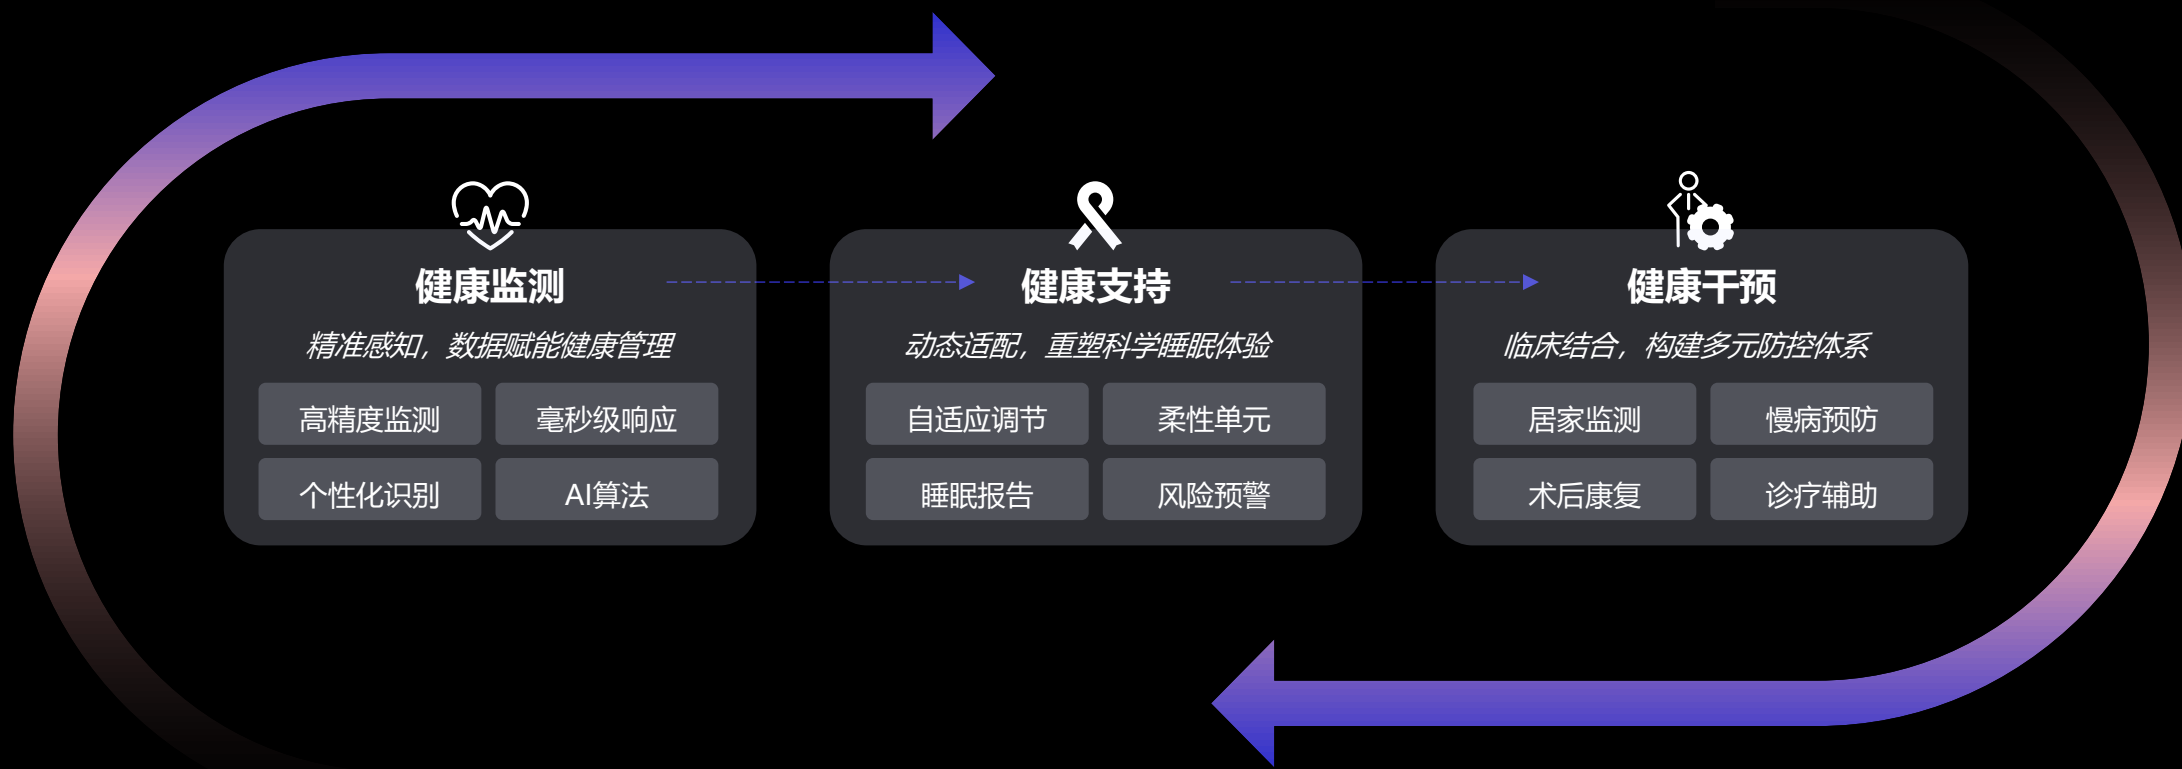 健康监测
精准感知，数据赋能健康管理
高精度监测
毫秒级响应
个性化识别
AI算法
健康支持
动态适配，重塑科学睡眠体验
自适应调节
柔性单元
睡眠报告
风险预警
健康干预
临床结合，构建多元防控体系
居家监测
慢病预防
术后康复
诊疗辅助